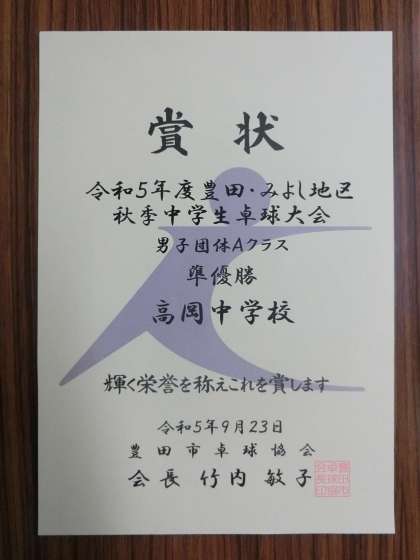 賞状
令和5年度豊田・みよし地区
秋季中学生卓球大会
男子団体Aクラス
準優勝
高岡中学校
輝く栄誉を称えこれを賞します
令和5年9月23日
豊田市卓球協会
会長 竹内 敏子